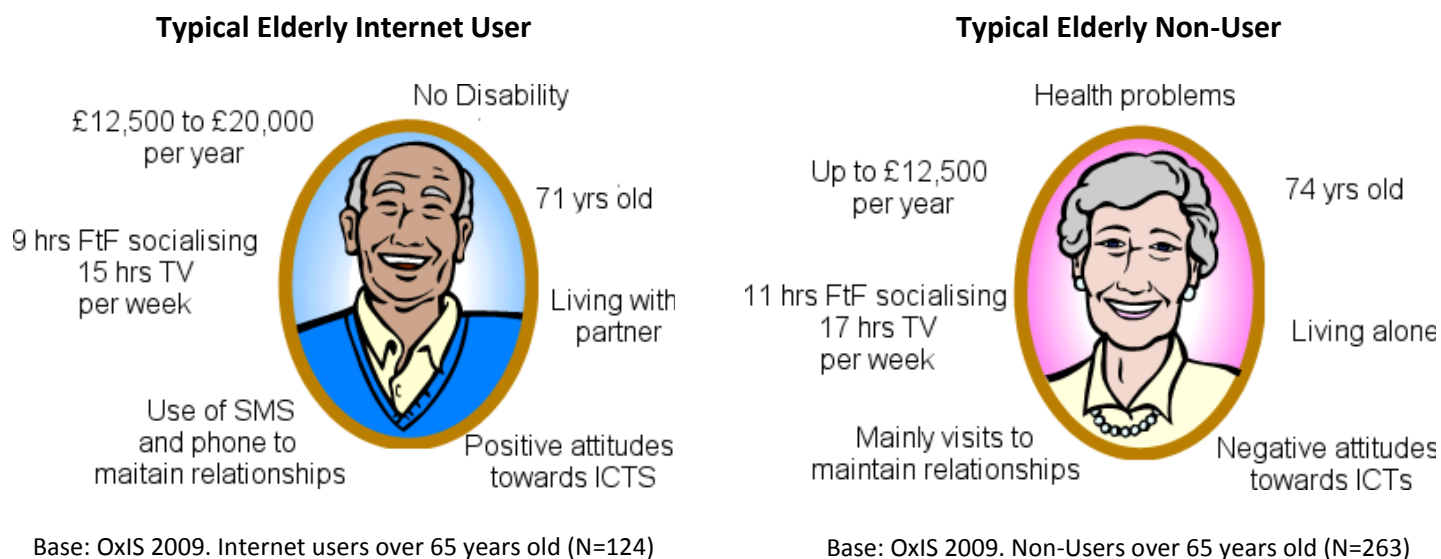 Typical Elderly Internet User
No Disability
£12,500 to £20,000
per year
71 yrs old
9 hrs FtF socialising
15 hrs TV
per week
Living with
partner
Use of SMS
and phone to
maitain relationships
Positive attitudes
towards ICTS
Base: OxIS 2009. Internet users over 65 years old (N=124)
Typical Elderly Non-User
Health problems
Up to £12,500
per year
74 yrs old
11 hrs FtF socialising
17 hrs TV
per week
Living alone
Mainly visits to
maintain relationships
Negative attitudes
towards ICTs
Base: OxIS 2009. Non-Users over 65 years old (N=263)